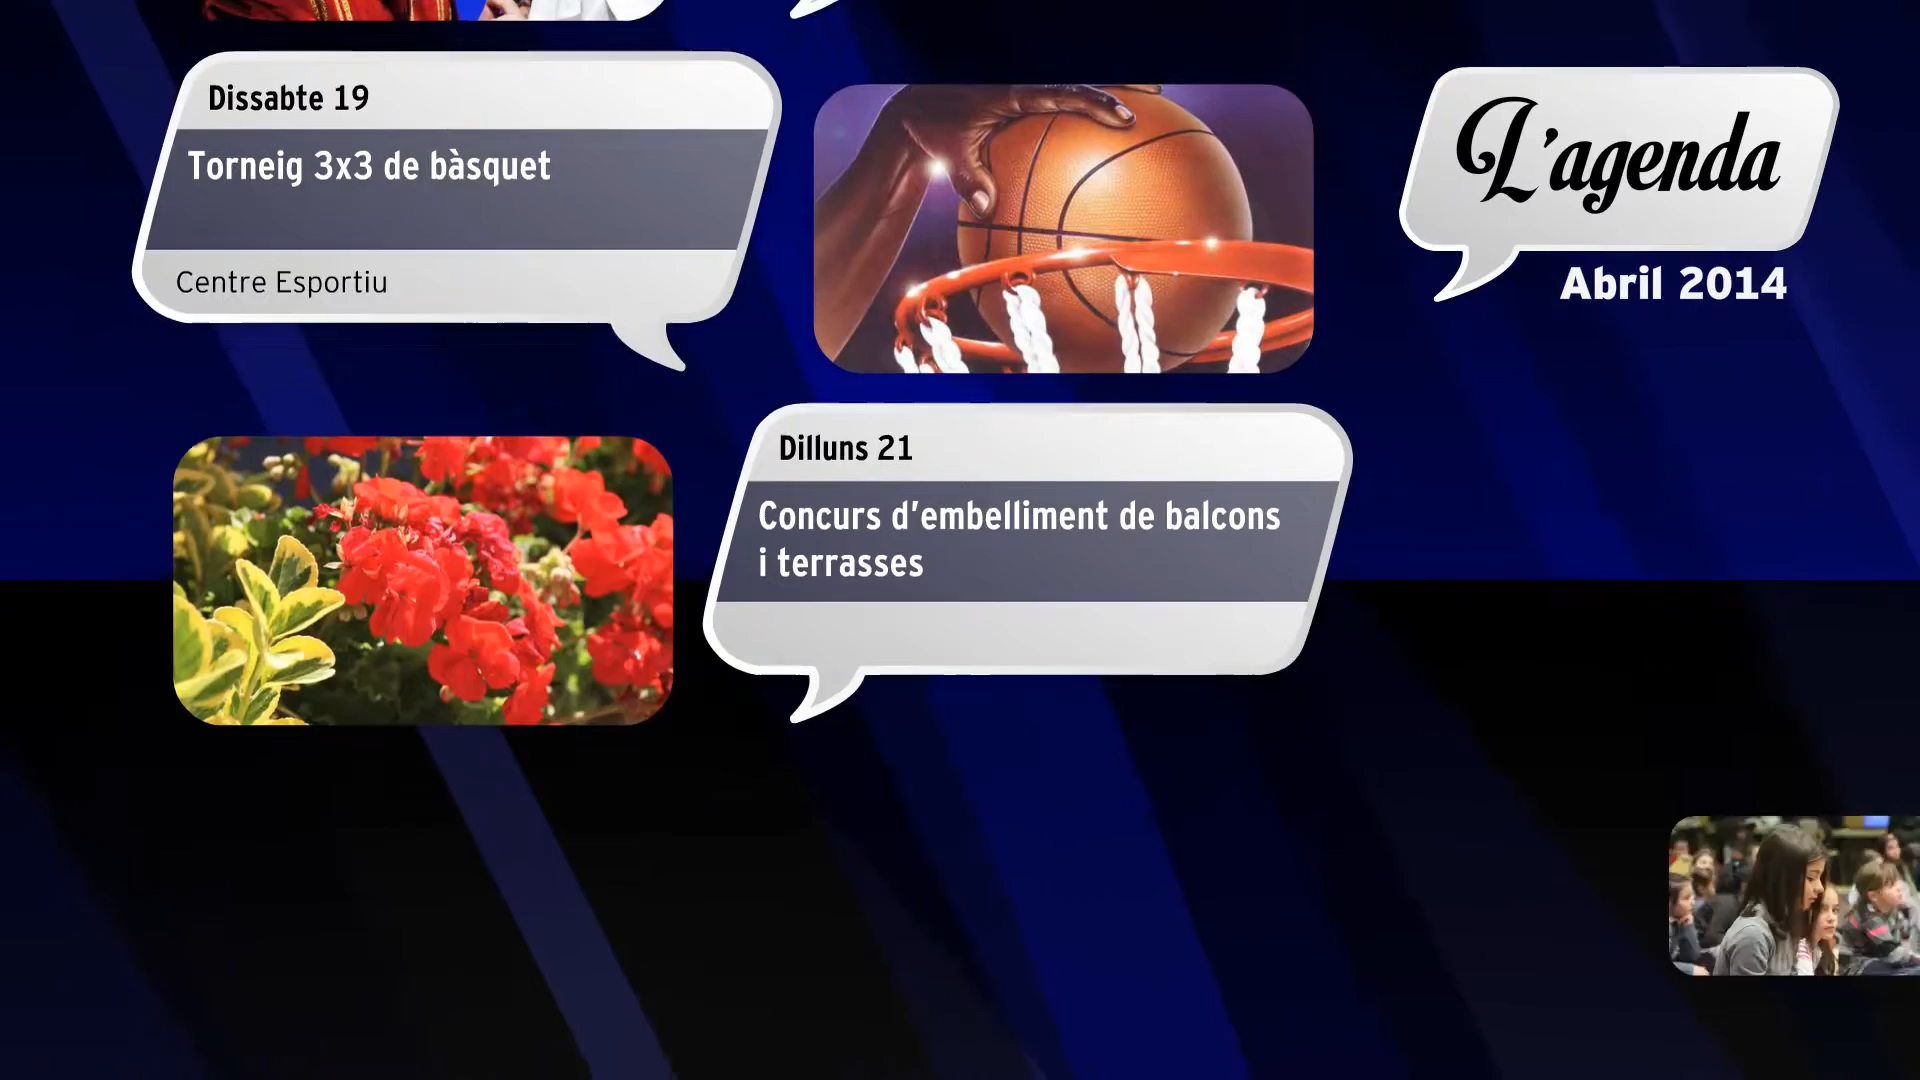 Dissabte 19
Torneig 3x3 de bàsquet
Centre Esportiu
L'agenda
Abril 2014
Dilluns 21
Concurs d'embelliment de balcons
i terrasses